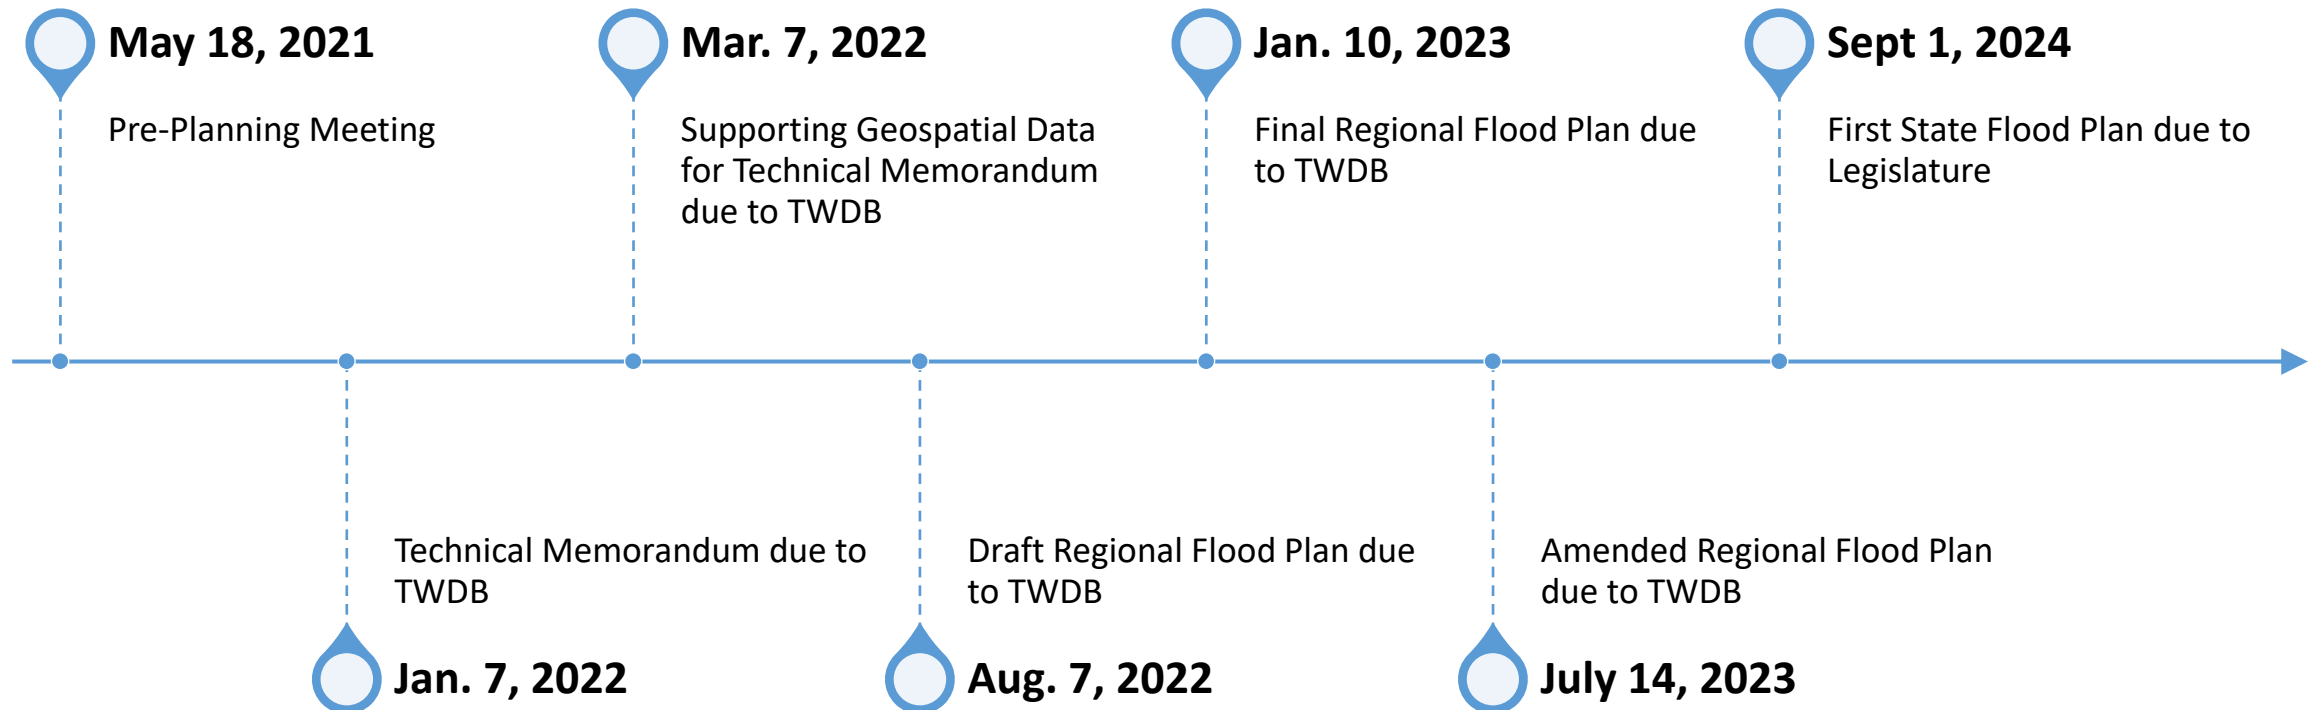 May 18, 2021
Pre-Planning Meeting
Jan. 7, 2022
Technical Memorandum due to
TWDB
Mar. 7, 2022
Supporting Geospatial Data
for Technical Memorandum
due to TWDB
Aug. 7, 2022
Draft Regional Flood Plan due
to TWDB
Jan. 10, 2023
Final Regional Flood Plan due
to TWDB
July 14, 2023
Amended Regional Flood Plan
due to TWDB
Sept 1, 2024
First State Flood Plan due to
Legislature